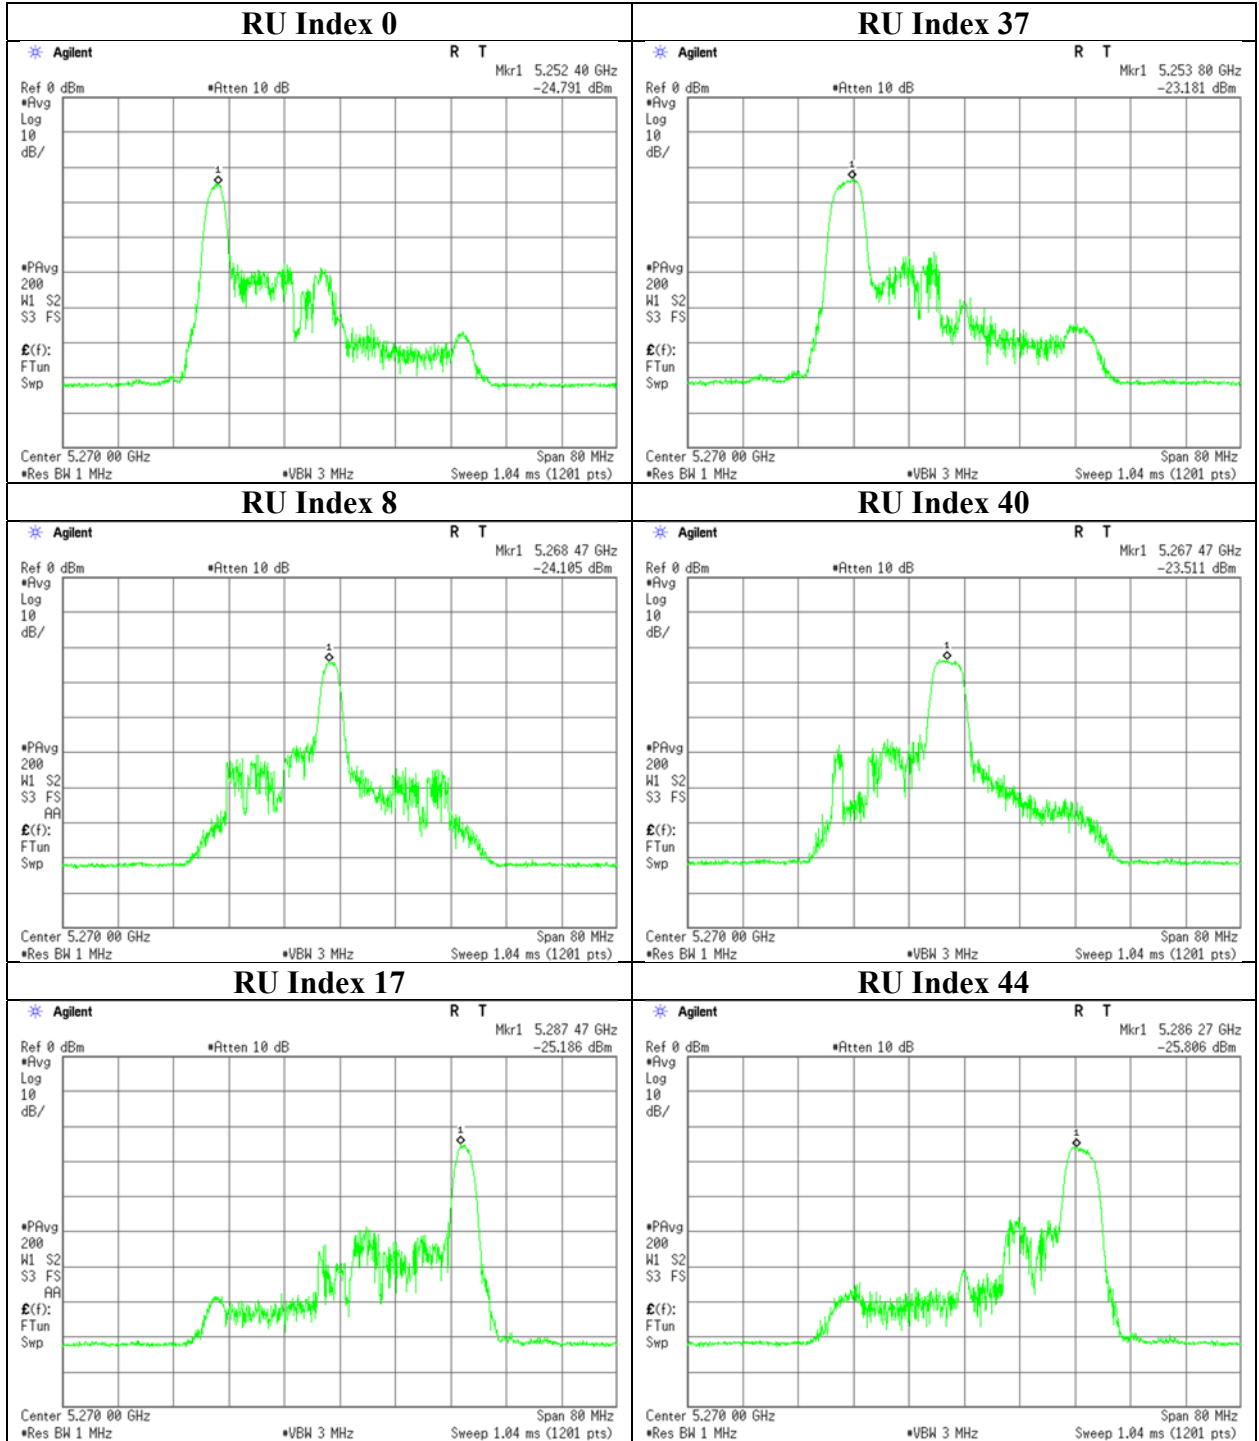 RU Index 0
Agilent
R T
Mkr1 5.252 40 GHz
Ref 0 dBm #Atten 10 dB -24.791 dBm
#Avg
Log
10
dB/
1
#PAvg
200
W1 S2
S3 FS
£(f):
FTun
Swp
Center 5.270 00 GHz Span 80 MHz
#Res BW 1 MHz #VBW 3 MHz Sweep 1.04 ms (1201 pts)
RU Index 37
Agilent
R T
Mkr1 5.253 80 GHz
Ref 0 dBm #Atten 10 dB -23.181 dBm
#Avg
Log
10
dB/
1
#PAvg
200
W1 S2
S3 FS
£(f):
FTun
Swp
Center 5.270 00 GHz Span 80 MHz
#Res BW 1 MHz #VBW 3 MHz Sweep 1.04 ms (1201 pts)
RU Index 8
Agilent
R T
Mkr1 5.268 47 GHz
Ref 0 dBm #Atten 10 dB -24.105 dBm
#Avg
Log
10
dB/
1
#PAvg
200
W1 S2
S3 FS
AA
£(f):
FTun
Swp
Center 5.270 00 GHz Span 80 MHz
#Res BW 1 MHz #VBW 3 MHz Sweep 1.04 ms (1201 pts)
RU Index 40
Agilent
R T
Mkr1 5.267 47 GHz
Ref 0 dBm #Atten 10 dB -23.511 dBm
#Avg
Log
10
dB/
1
#PAvg
200
W1 S2
S3 FS
£(f):
FTun
Swp
Center 5.270 00 GHz Span 80 MHz
#Res BW 1 MHz #VBW 3 MHz Sweep 1.04 ms (1201 pts)
RU Index 17
Agilent
R T
Mkr1 5.287 47 GHz
Ref 0 dBm #Atten 10 dB -25.186 dBm
#Avg
Log
10
dB/
1
#PAvg
200
W1 S2
S3 FS
AA
£(f):
FTun
Swp
Center 5.270 00 GHz Span 80 MHz
#Res BW 1 MHz #VBW 3 MHz Sweep 1.04 ms (1201 pts)
RU Index 44
Agilent
R T
Mkr1 5.286 27 GHz
Ref 0 dBm #Atten 10 dB -25.806 dBm
#Avg
Log
10
dB/
1
#PAvg
200
W1 S2
S3 FS
£(f):
FTun
Swp
Center 5.270 00 GHz Span 80 MHz
#Res BW 1 MHz #VBW 3 MHz Sweep 1.04 ms (1201 pts)